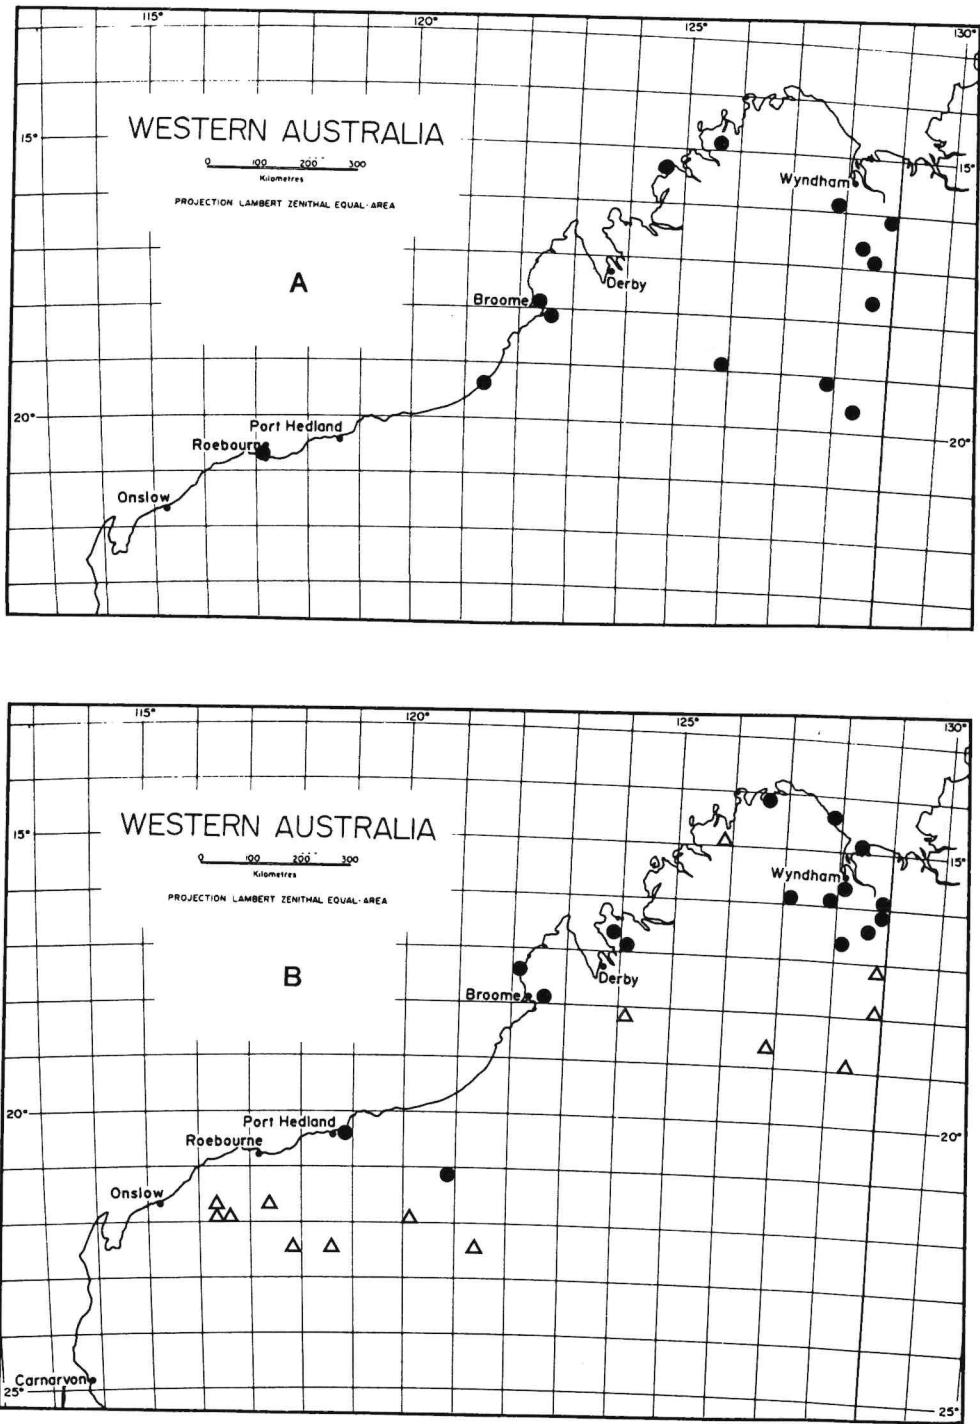 115°
120°
125°
130°
WESTERN AUSTRALIA
0 100 200 300
Kilometres
PROJECTION LAMBERT ZENITHAL EQUAL-AREA
15°
15°
Wyndham
A
Derby
Broome
20°
Port Hedland
Roebourne
20°
Onslow
115°
120°
125°
130°
WESTERN AUSTRALIA
0 100 200 300
Kilometres
PROJECTION LAMBERT ZENITHAL EQUAL-AREA
15°
15°
Wyndham
B
Derby
Broome
20°
Port Hedland
Roebourne
20°
Onslow
Carnarvon
25°
25°